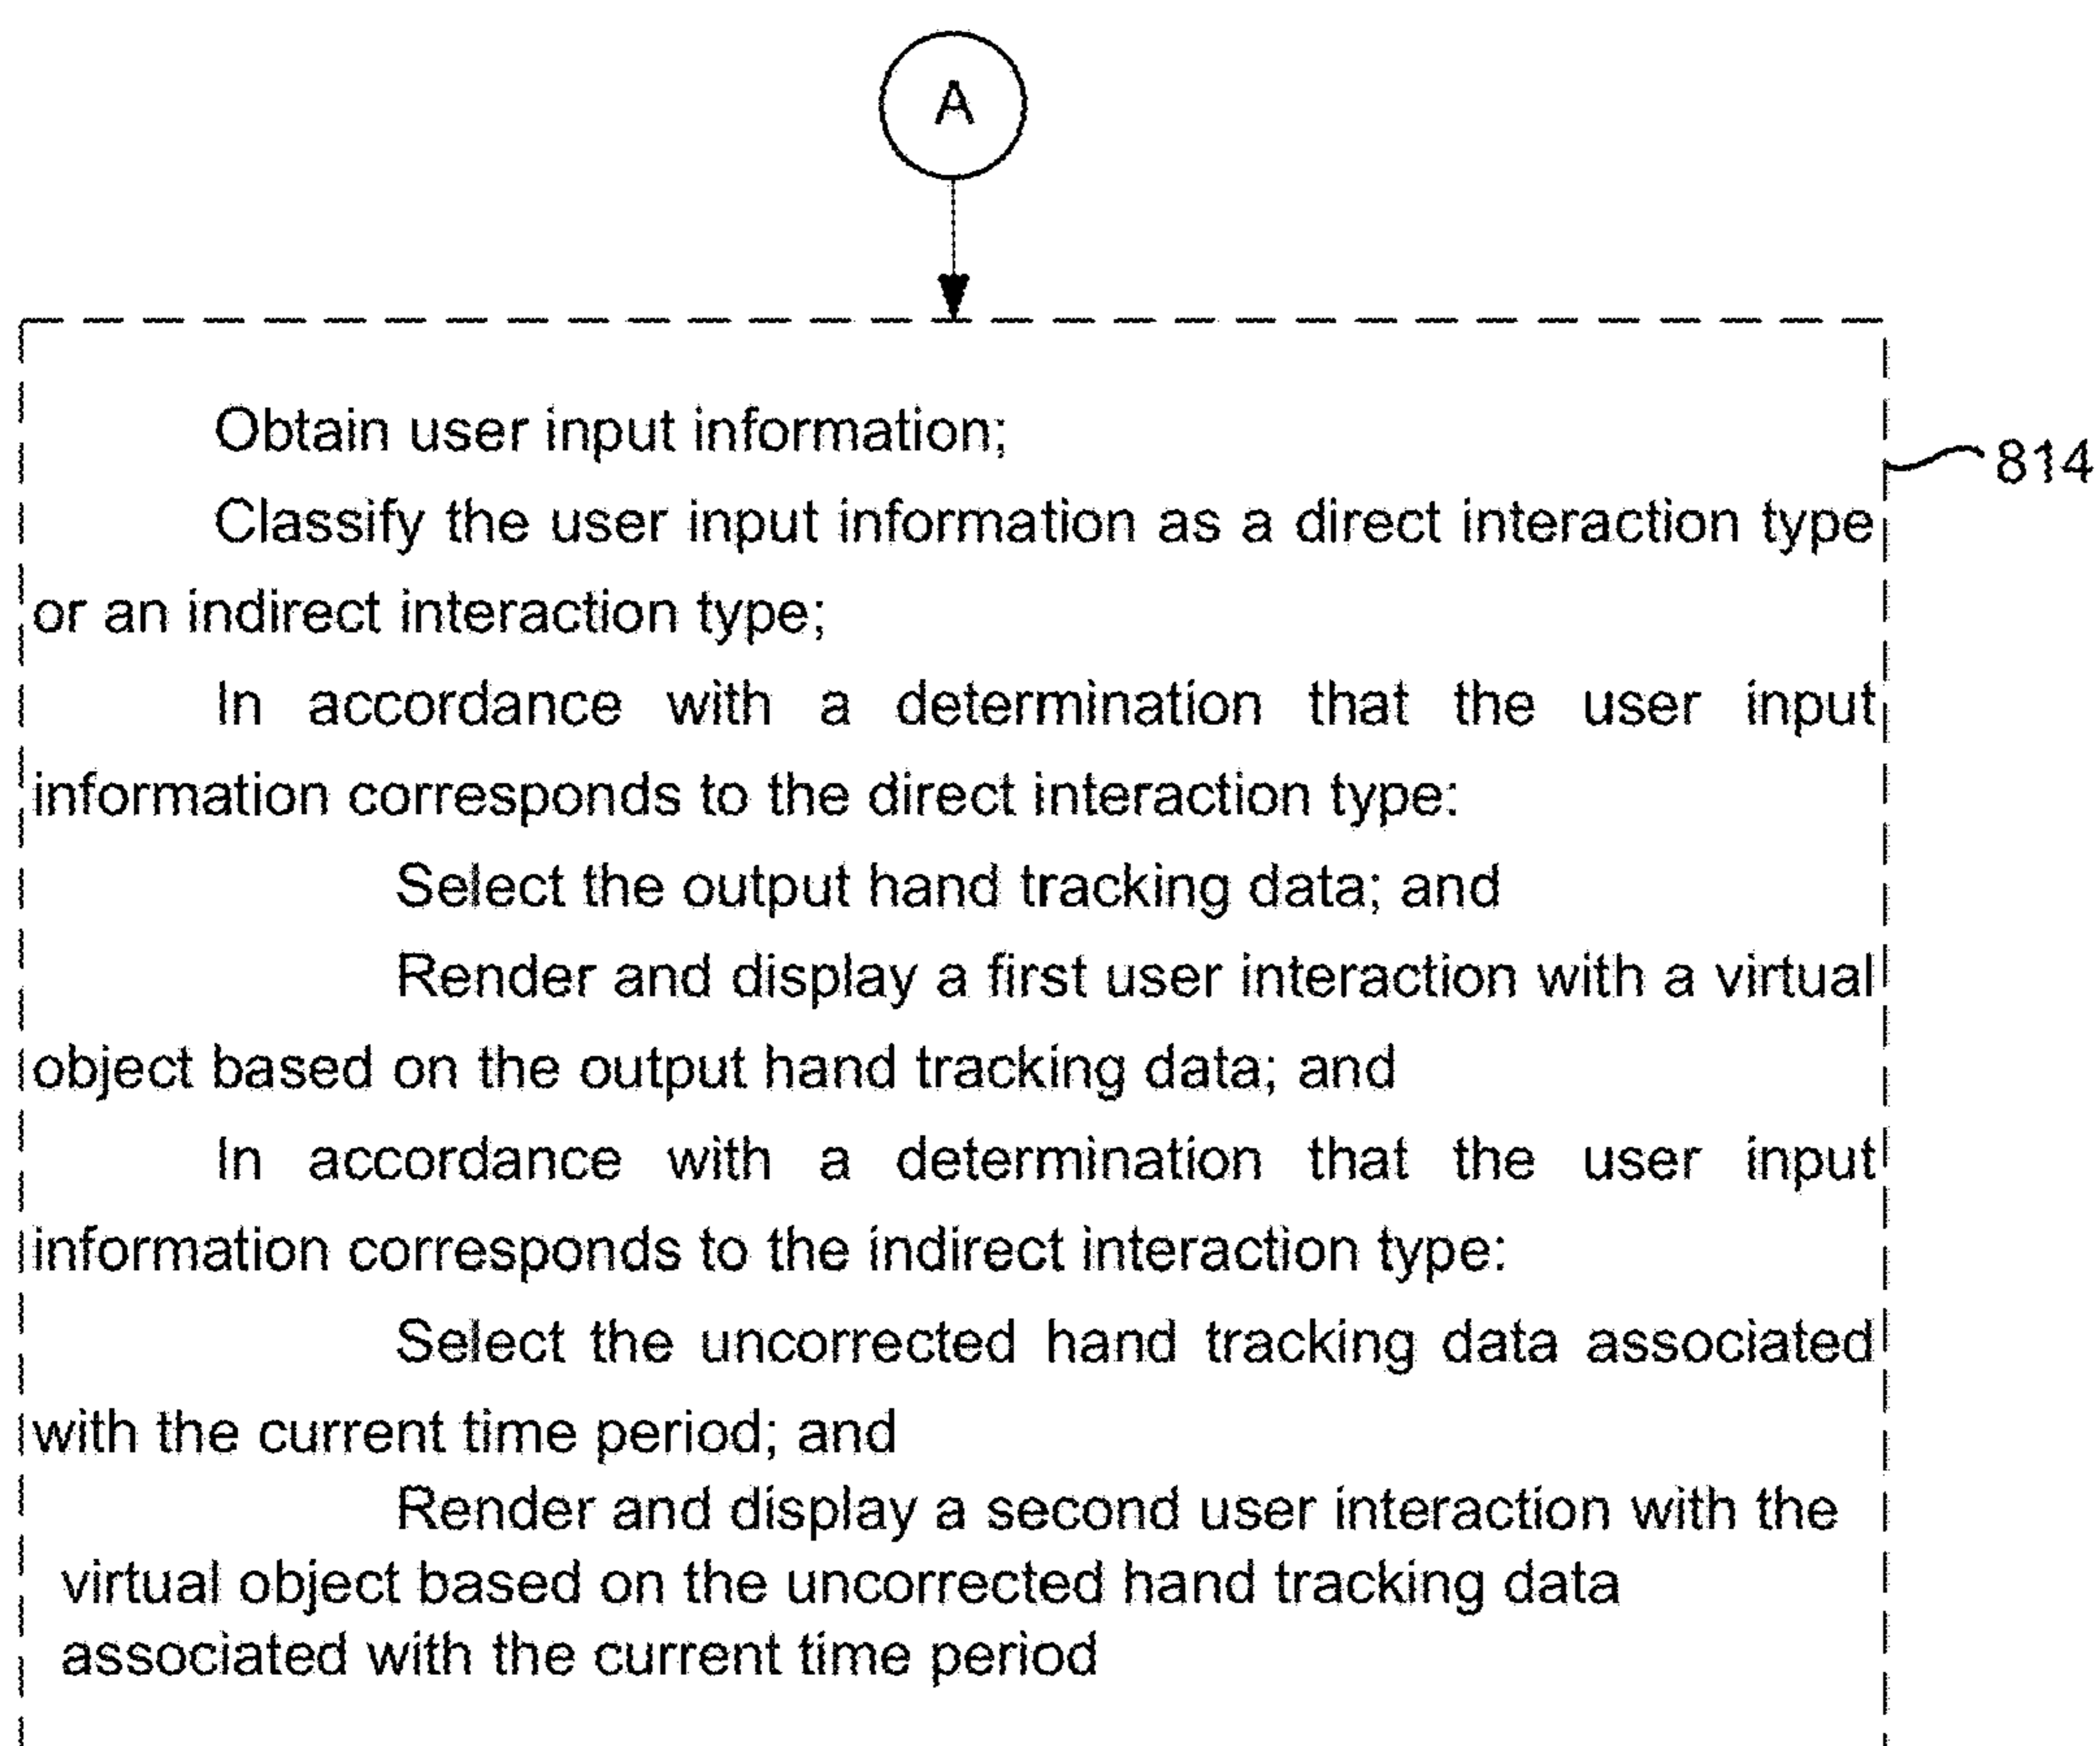 A
Obtain user input information;
814
Classify the user input information as a direct interaction type
or an indirect interaction type;
In accordance with a determination that the user input
information corresponds to the direct interaction type:
Select the output hand tracking data; and
Render and display a first user interaction with a virtual
object based on the output hand tracking data; and
In accordance with a determination that the user input
information corresponds to the indirect interaction type:
Select the uncorrected hand tracking data associated
with the current time period; and
Render and display a second user interaction with the
virtual object based on the uncorrected hand tracking data
associated with the current time period